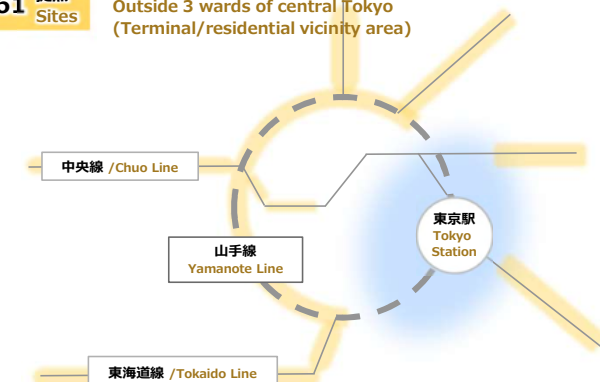 51
Sites
Outside 3 wards of central Tokyo
(Terminal/residential vicinity area)
中央線 /Chuo Line
東京駅
Tokyo
Station
山手線
Yamanote Line
東海道線 /Tokaido Line